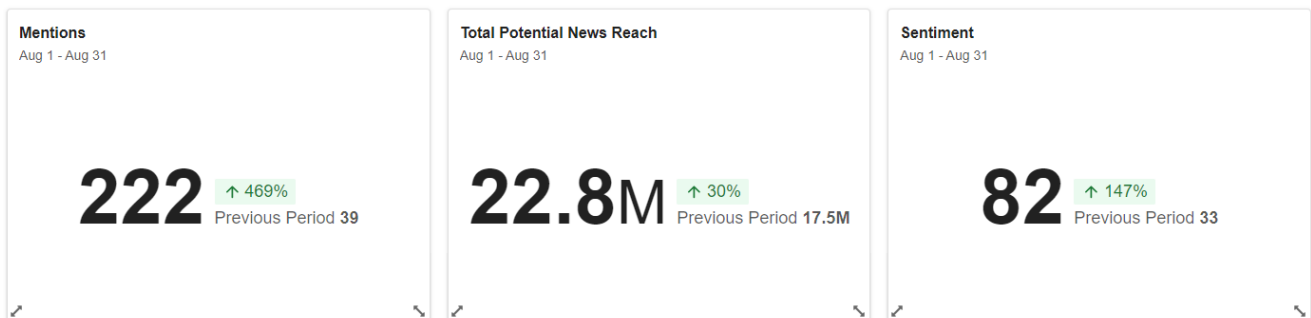 Mentions
Aug 1 - Aug 31
222
↑ 469%
Previous Period 39
Total Potential News Reach
Aug 1 - Aug 31
22.8M
↑ 30%
Previous Period 17.5M
Sentiment
Aug 1 - Aug 31
82
↑ 147%
Previous Period 33